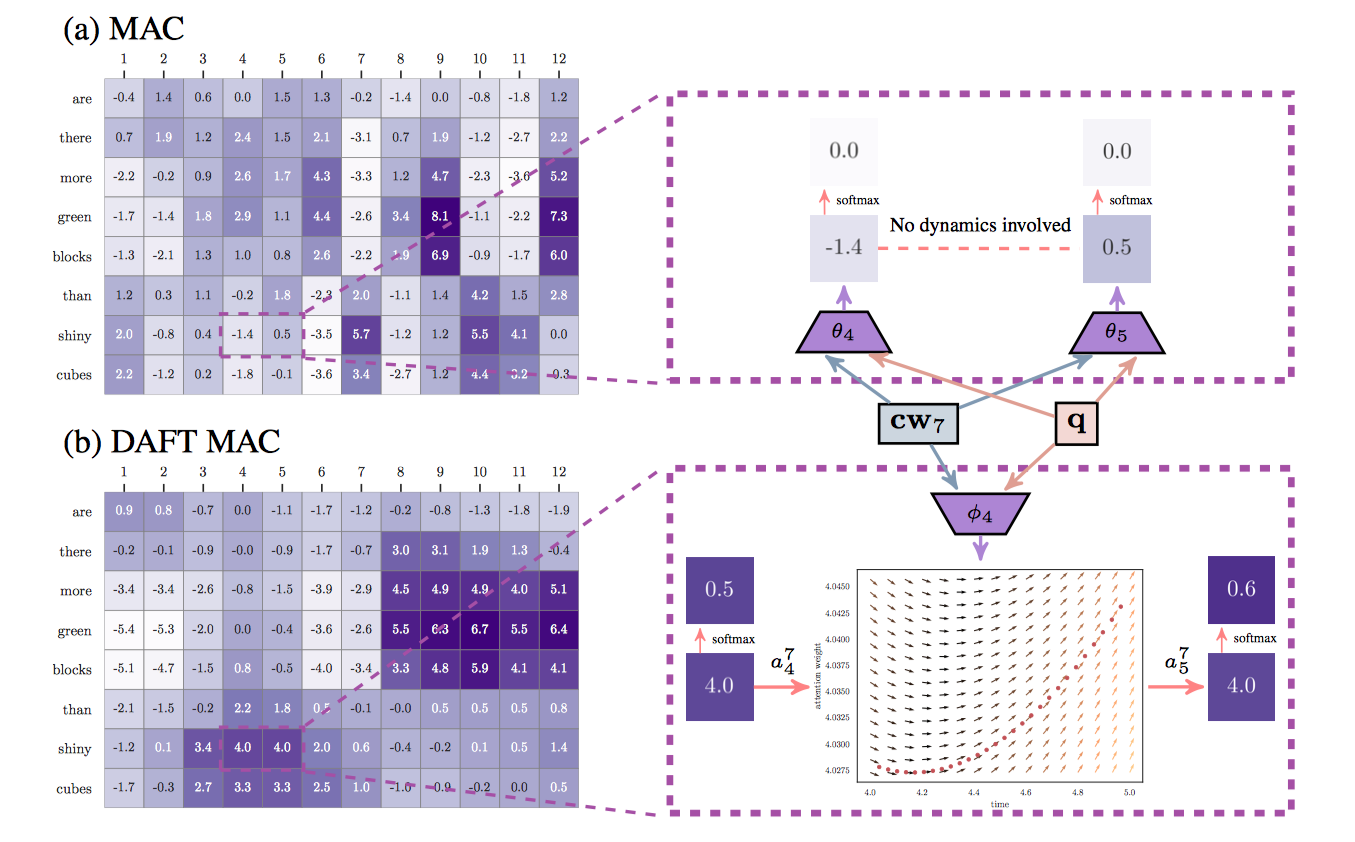 (a) MAC
1 2 3 4 5 6 7 8 9 10 11 12
are -0.4 1.4 0.6 0.0 1.5 1.3 -0.2 -1.4 0.0 -0.8 -1.8 1.2
there 0.7 1.9 1.2 2.4 1.5 2.1 -3.1 0.7 1.9 -1.2 -2.7 2.2
more -2.2 -0.2 0.9 2.6 1.7 4.3 -3.3 1.2 4.7 -2.3 -3.6 5.2
green -1.7 -1.4 1.8 2.9 1.1 4.4 -2.6 3.4 8.1 -1.1 -2.2 7.3
blocks -1.3 -2.1 1.3 1.0 0.8 2.6 -2.2 1.9 6.9 -0.9 -1.7 6.0
than 1.2 0.3 1.1 -0.2 1.8 -2.3 2.0 -1.1 1.4 4.2 1.5 2.8
shiny 2.0 -0.8 0.4 -1.4 0.5 -3.5 5.7 -1.2 1.2 5.5 4.1 0.0
cubes 2.2 -1.2 0.2 -1.8 -0.1 -3.6 3.4 -2.7 1.2 4.4 3.2 -0.3
0.0 0.0
softmax softmax
No dynamics involved
-1.4 0.5
θ4 θ5
cw7 q
(b) DAFT MAC
1 2 3 4 5 6 7 8 9 10 11 12
are 0.9 0.8 -0.7 0.0 -1.1 -1.7 -1.2 -0.2 -0.8 -1.3 -1.8 -1.9
there -0.2 -0.1 -0.9 -0.0 -0.9 -1.7 -0.7 3.0 3.1 1.9 1.3 -0.4
more -3.4 -3.4 -2.6 -0.8 -1.5 -3.9 -2.9 4.5 4.9 4.9 4.0 5.1
green -5.4 -5.3 -2.0 0.0 -0.4 -3.6 -2.6 5.5 6.3 6.7 5.5 6.4
blocks -5.1 -4.7 -1.5 0.8 -0.5 -4.0 -3.4 3.3 4.8 5.9 4.1 4.1
than -2.1 -1.5 -0.2 2.2 1.8 0.5 -0.1 -0.0 0.5 0.5 0.5 0.8
shiny -1.2 0.1 3.4 4.0 4.0 2.0 0.6 -0.4 -0.2 0.1 0.5 1.4
cubes -1.7 -0.3 2.7 3.3 3.3 2.5 1.0 -1.0 -0.9 -0.2 0.0 0.5
ϕ4
0.5 0.6
softmax softmax
4.0 4.0
a_4^7 a_5^7
attention weight
4.0450
4.0425
4.0400
4.0375
4.0350
4.0325
4.0300
4.0275
4.0 4.2 4.4 4.6 4.8 5.0
time